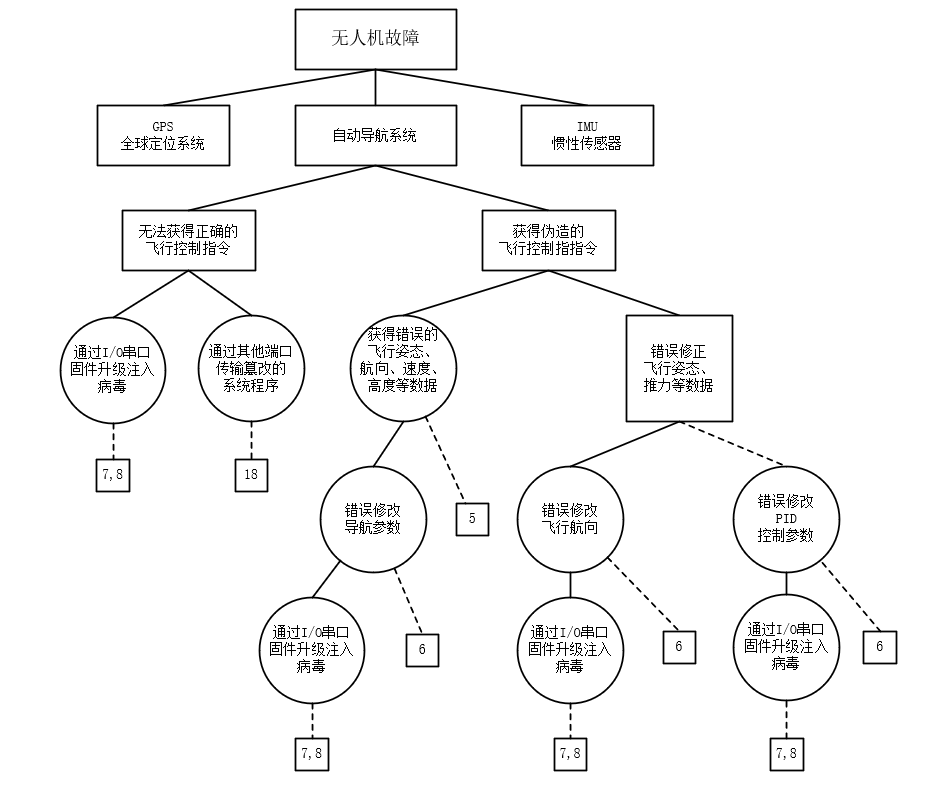 无人机故障
GPS
全球定位系统
自动导航系统
IMU
惯性传感器
无法获得正确的
飞行控制指令
获得伪造的
飞行控制指指令
通过I/O串口
固件升级注入
病毒
通过其他端口
传输篡改的
系统程序
获得错误的
飞行姿态、
航向、速度、
高度等数据
错误修正
飞行姿态、
推力等数据
7,8
18
错误修改
导航参数
5
错误修改
飞行航向
错误修改
PID
控制参数
通过I/O串口
固件升级注入
病毒
6
通过I/O串口
固件升级注入
病毒
6
通过I/O串口
固件升级注入
病毒
6
7,8
7,8
7,8